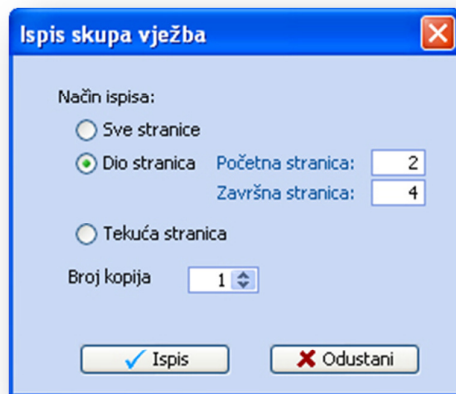 Ispis skupa vježba
Način ispisa:
Sve stranice
Dio stranica Početna stranica: 2
Završna stranica: 4
Tekuća stranica
Broj kopija 1
Ispis Odustani